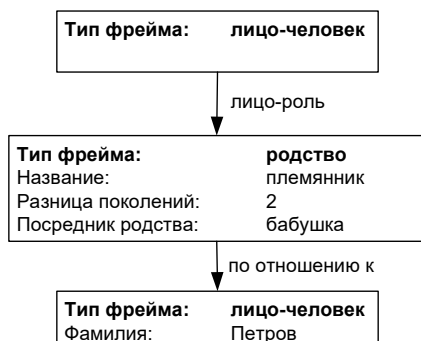 Тип фрейма: лицо-человек
лицо-роль
Тип фрейма: родство
Название: племянник
Разница поколений: 2
Посредник родства: бабушка
по отношению к
Тип фрейма: лицо-человек
Фамилия: Петров